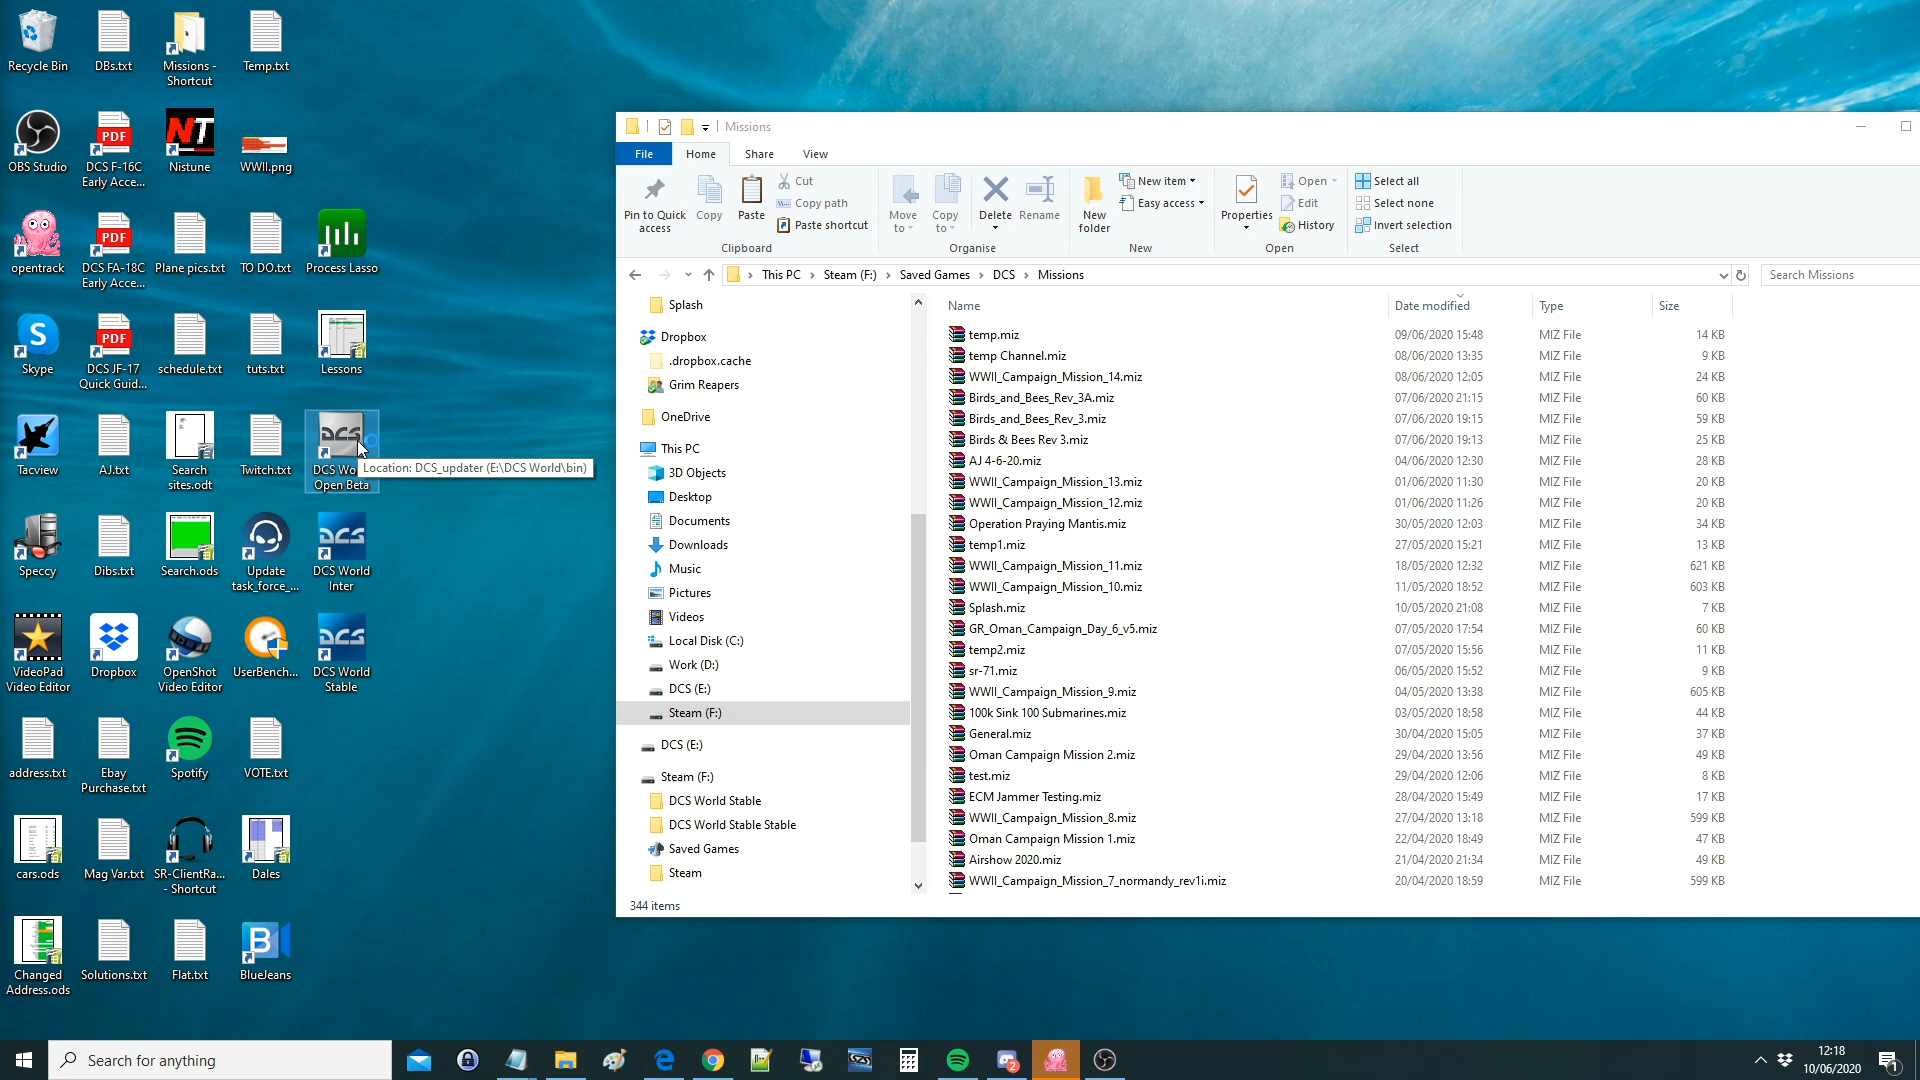 Recycle Bin
DBs.txt
Missions -
Shortcut
Temp.txt
OBS Studio
PDF
DCS F-16C
Early Acce...
NT
Nistune
WWII.png
opentrack
PDF
DCS FA-18C
Early Acce...
Plane pics.txt
TO DO.txt
Process Lasso
Skype
PDF
DCS JF-17
Quick Guid...
schedule.txt
tuts.txt
Lessons
Tacview
AJ.txt
Search
sites.odt
Twitch.txt
DCS
DCS Wo
Open Beta
Location: DCS_updater (E:\DCS World\bin)
Speccy
Dibs.txt
Search.ods
Update
task_force_...
DCS
DCS World
Inter
VideoPad
Video Editor
Dropbox
OpenShot
Video Editor
UserBench...
DCS
DCS World
Stable
address.txt
Ebay
Purchase.txt
Spotify
VOTE.txt
cars.ods
Mag Var.txt
SR-ClientRa...
- Shortcut
Dales
Changed
Address.ods
Solutions.txt
Flat.txt
BlueJeans
Missions
File Home Share View
Pin to Quick
access
Copy
Paste
Cut
Copy path
Paste shortcut
Clipboard
Move
to
Copy
to
Delete
Rename
Organise
New
folder
New item
Easy access
New
Properties
Open
Edit
History
Open
Select all
Select none
Invert selection
Select
This PC > Steam (F:) > Saved Games > DCS > Missions
Search Missions
Splash
Dropbox
.dropbox.cache
Grim Reapers
OneDrive
This PC
3D Objects
Desktop
Documents
Downloads
Music
Pictures
Videos
Local Disk (C:)
Work (D:)
DCS (E:)
Steam (F:)
DCS (E:)
Steam (F:)
DCS World Stable
DCS World Stable Stable
Saved Games
Steam
Name Date modified Type Size
temp.miz 09/06/2020 15:48 MIZ File 14 KB
temp Channel.miz 08/06/2020 13:35 MIZ File 9 KB
WWII_Campaign_Mission_14.miz 08/06/2020 12:05 MIZ File 24 KB
Birds_and_Bees_Rev_3A.miz 07/06/2020 21:15 MIZ File 60 KB
Birds_and_Bees_Rev_3.miz 07/06/2020 19:15 MIZ File 59 KB
Birds & Bees Rev 3.miz 07/06/2020 19:13 MIZ File 25 KB
AJ 4-6-20.miz 04/06/2020 12:30 MIZ File 28 KB
WWII_Campaign_Mission_13.miz 01/06/2020 11:30 MIZ File 20 KB
WWII_Campaign_Mission_12.miz 01/06/2020 11:26 MIZ File 20 KB
Operation Praying Mantis.miz 30/05/2020 12:03 MIZ File 34 KB
temp1.miz 27/05/2020 15:21 MIZ File 13 KB
WWII_Campaign_Mission_11.miz 18/05/2020 12:32 MIZ File 621 KB
WWII_Campaign_Mission_10.miz 11/05/2020 18:52 MIZ File 603 KB
Splash.miz 10/05/2020 21:08 MIZ File 7 KB
GR_Oman_Campaign_Day_6_v5.miz 07/05/2020 17:54 MIZ File 60 KB
temp2.miz 07/05/2020 15:56 MIZ File 11 KB
sr-71.miz 06/05/2020 15:52 MIZ File 9 KB
WWII_Campaign_Mission_9.miz 04/05/2020 13:38 MIZ File 605 KB
100k Sink 100 Submarines.miz 03/05/2020 18:58 MIZ File 44 KB
General.miz 30/04/2020 15:05 MIZ File 37 KB
Oman Campaign Mission 2.miz 29/04/2020 13:56 MIZ File 49 KB
test.miz 29/04/2020 12:06 MIZ File 8 KB
ECM Jammer Testing.miz 28/04/2020 15:49 MIZ File 17 KB
WWII_Campaign_Mission_8.miz 27/04/2020 13:18 MIZ File 599 KB
Oman Campaign Mission 1.miz 22/04/2020 18:49 MIZ File 47 KB
Airshow 2020.miz 21/04/2020 21:34 MIZ File 49 KB
WWII_Campaign_Mission_7_normandy_rev1i.miz 20/04/2020 18:59 MIZ File 599 KB
344 items
Search for anything
2
12:18
10/06/2020
1